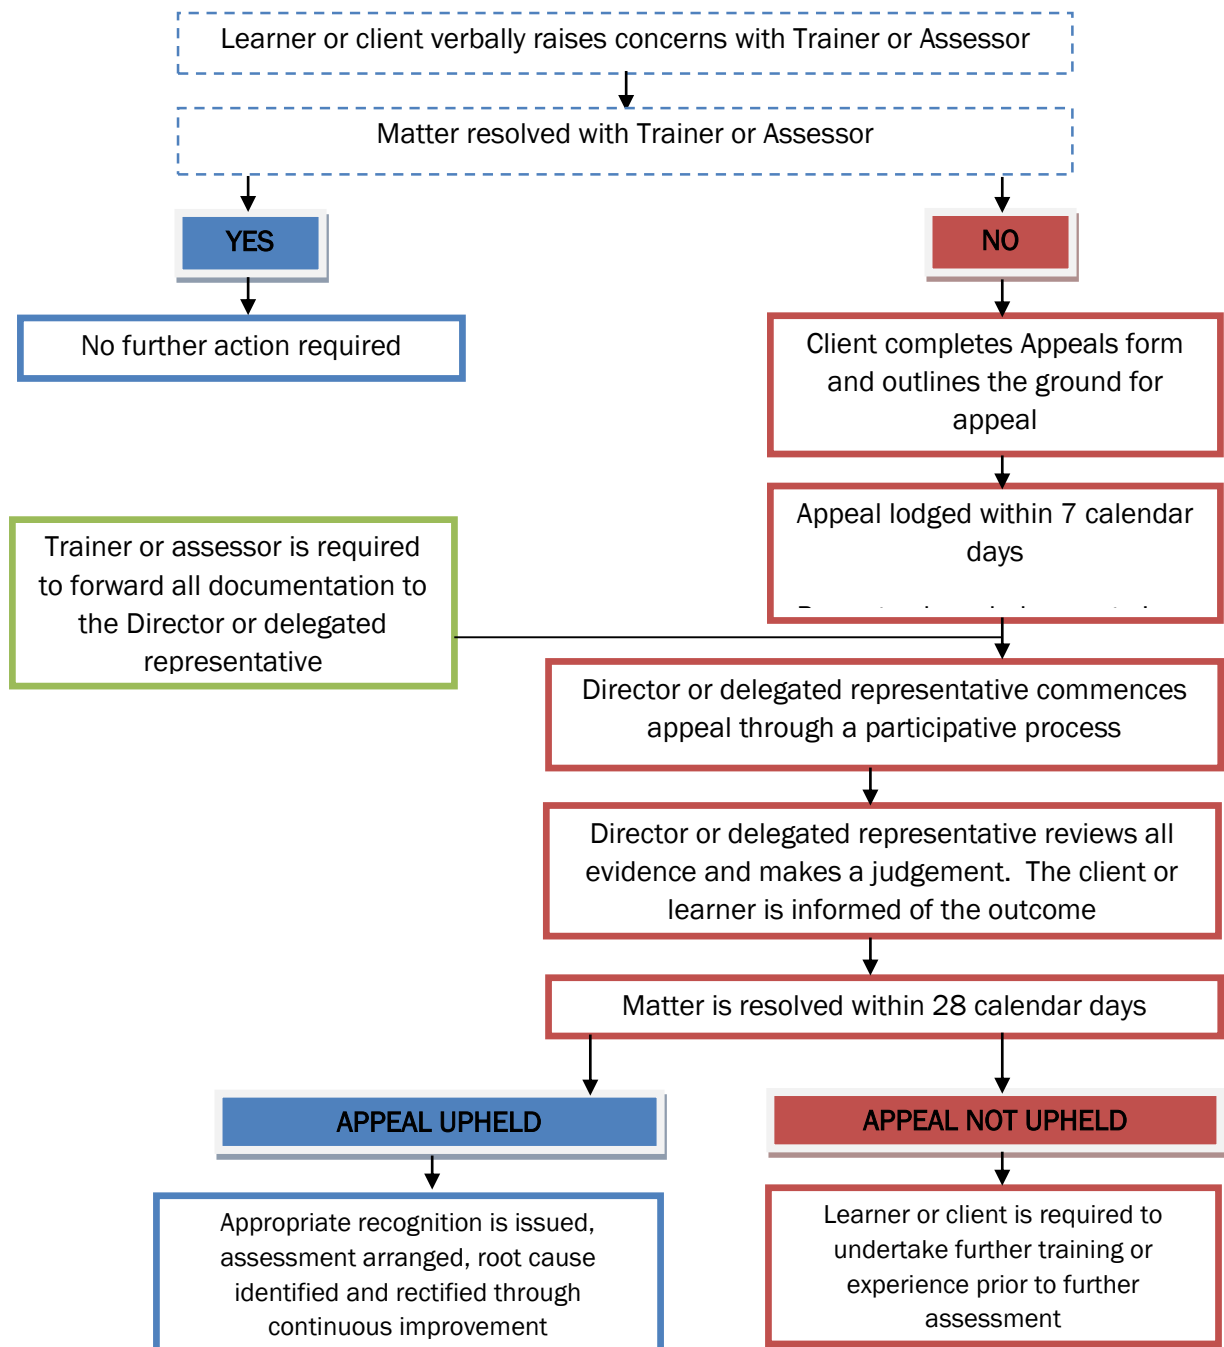 Learner or client verbally raises concerns with Trainer or Assessor
Matter resolved with Trainer or Assessor
YES
NO
No further action required
Client completes Appeals form
and outlines the ground for
appeal
Appeal lodged within 7 calendar
days
Trainer or assessor is required
to forward all documentation to
the Director or delegated
representative
Director or delegated representative commences
appeal through a participative process
Director or delegated representative reviews all
evidence and makes a judgement.  The client or
learner is informed of the outcome
Matter is resolved within 28 calendar days
APPEAL UPHELD
APPEAL NOT UPHELD
Appropriate recognition is issued,
assessment arranged, root cause
identified and rectified through
continuous improvement
Learner or client is required to
undertake further training or
experience prior to further
assessment